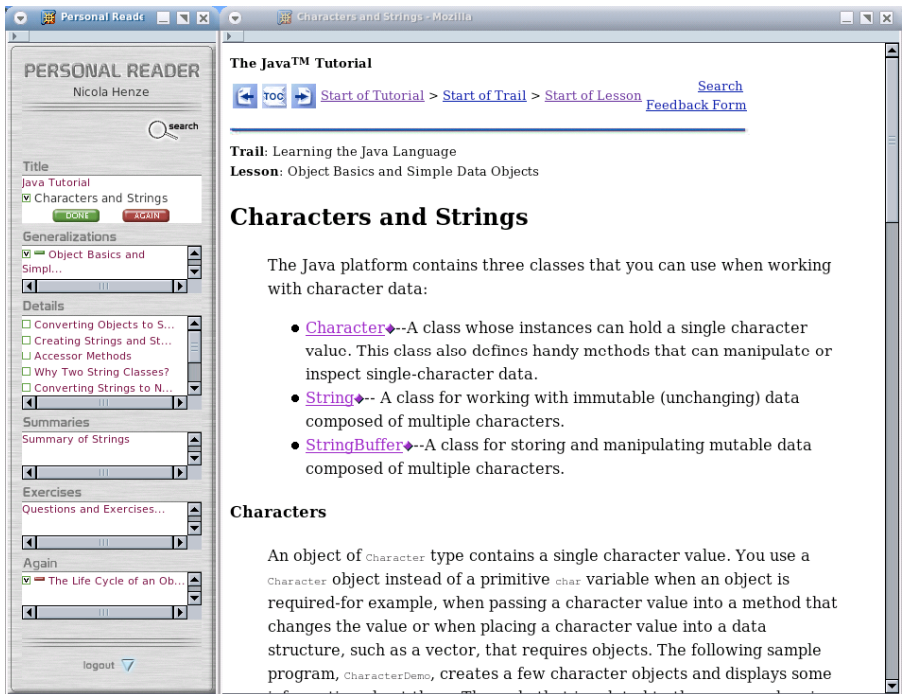 Personal Reade
PERSONAL READER
Nicola Henze
search
Title
Java Tutorial
Characters and Strings
DONE AGAIN
Generalizations
Object Basics and
Simpl...
Details
Converting Objects to S...
Creating Strings and St...
Accessor Methods
Why Two String Classes?
Converting Strings to N...
Summaries
Summary of Strings
Exercises
Questions and Exercises...
Again
The Life Cycle of an Ob...
logout
Characters and Strings - Mozilla
The Java™ Tutorial
TOC Start of Tutorial > Start of Trail > Start of Lesson
Search
Feedback Form
Trail: Learning the Java Language
Lesson: Object Basics and Simple Data Objects
Characters and Strings
The Java platform contains three classes that you can use when working
with character data:
Character--A class whose instances can hold a single character
value. This class also defines handy methods that can manipulate or
inspect single-character data.
String-- A class for working with immutable (unchanging) data
composed of multiple characters.
StringBuffer--A class for storing and manipulating mutable data
composed of multiple characters.
Characters
An object of Character type contains a single character value. You use a
Character object instead of a primitive char variable when an object is
required-for example, when passing a character value into a method that
changes the value or when placing a character value into a data
structure, such as a vector, that requires objects. The following sample
program, CharacterDemo, creates a few character objects and displays some